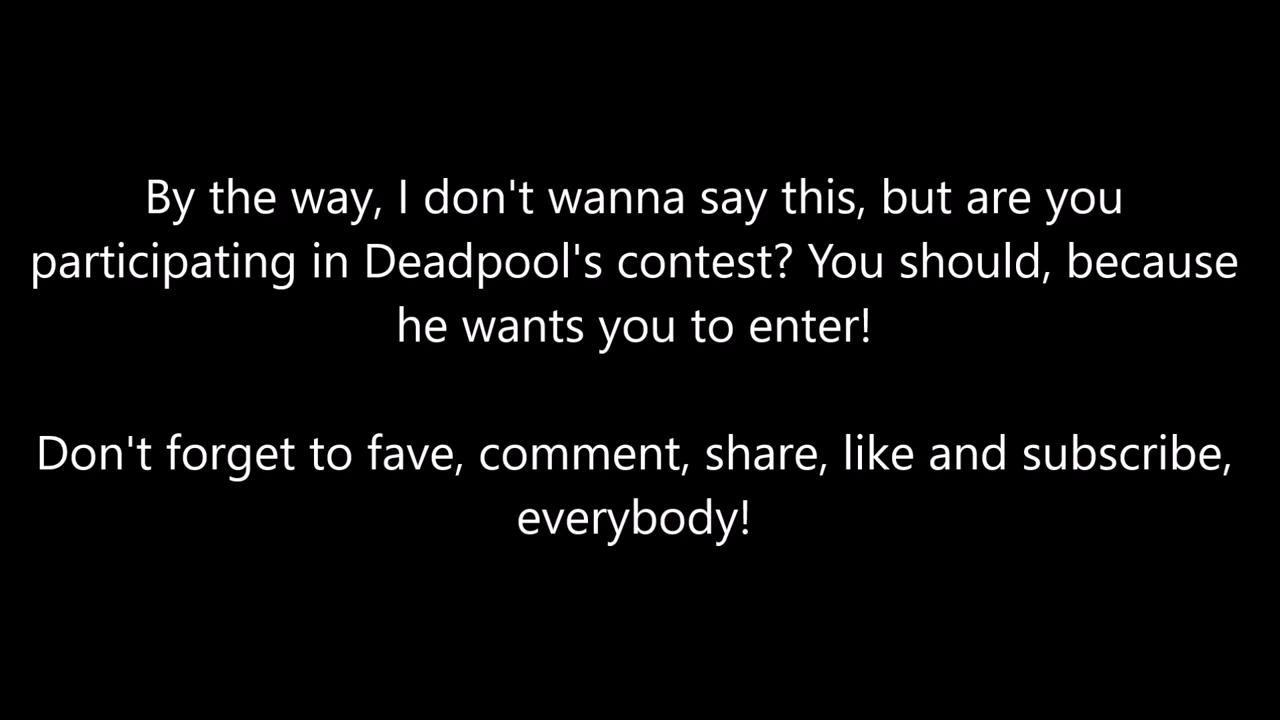 By the way, I don't wanna say this, but are you
participating in Deadpool's contest? You should, because
he wants you to enter!
Don't forget to fave, comment, share, like and subscribe,
everybody!